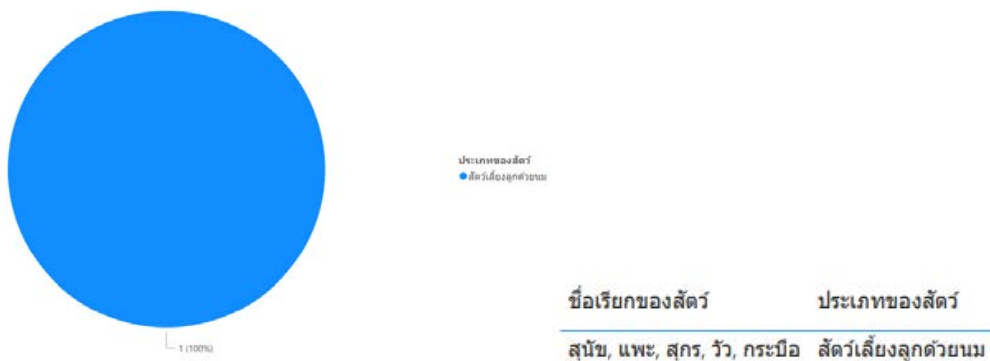 ประเภทของสัตว์
สัตว์เลี้ยงลูกด้วยนม
1 (100%)
ชื่อเรียกของสัตว์ ประเภทของสัตว์
สุนัข, แพะ, สุกร, วัว, กระบือ สัตว์เลี้ยงลูกด้วยนม